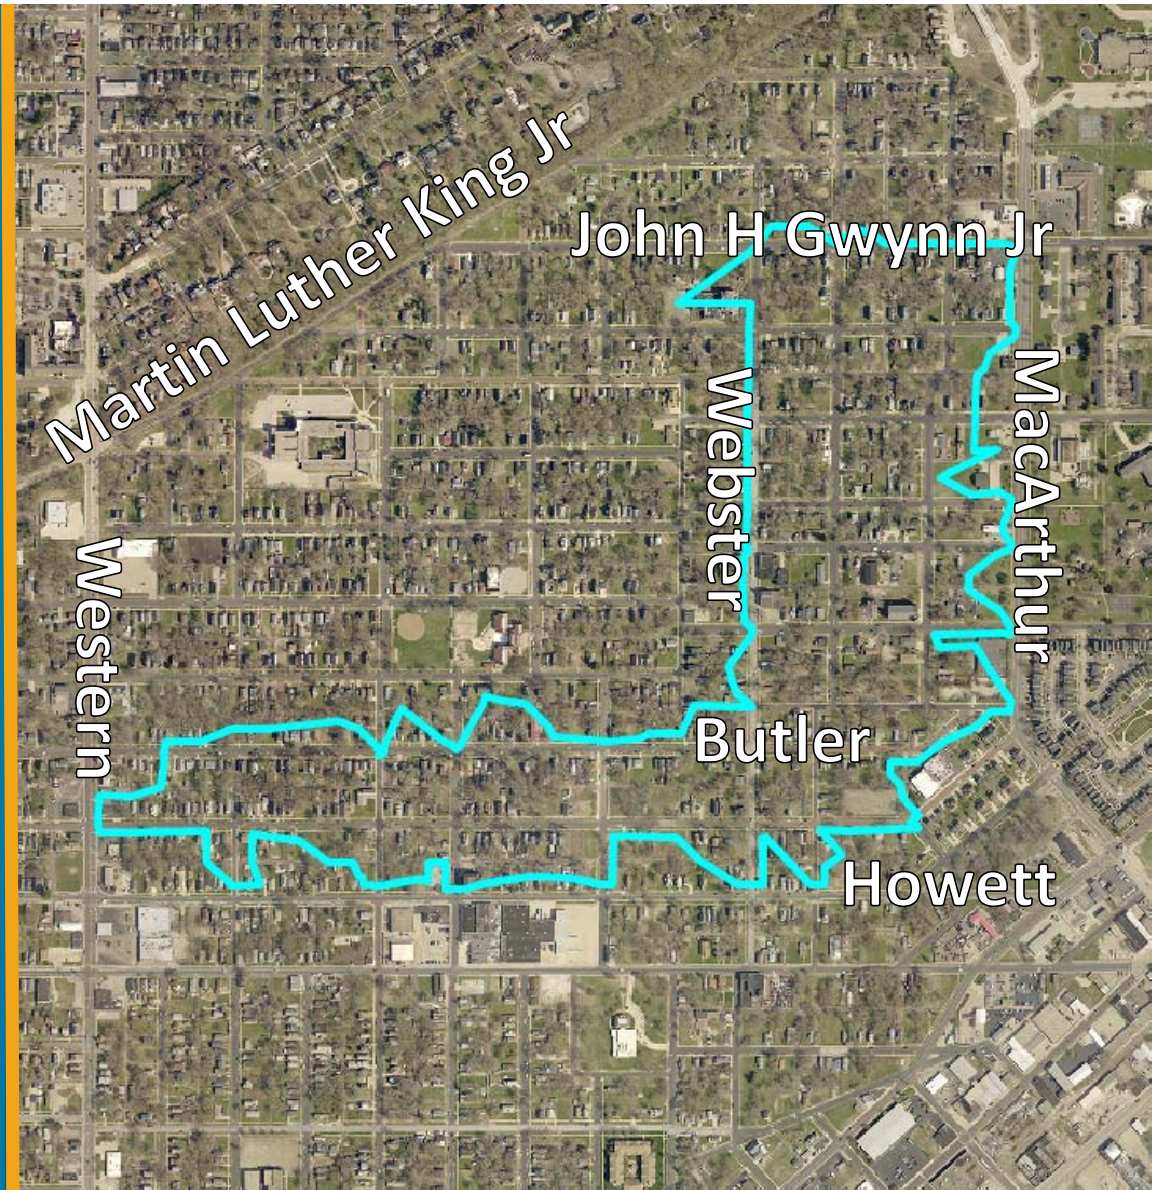 Martin Luther King Jr
John H Gwynn Jr
Webster
MacArthur
Western
Butler
Howett